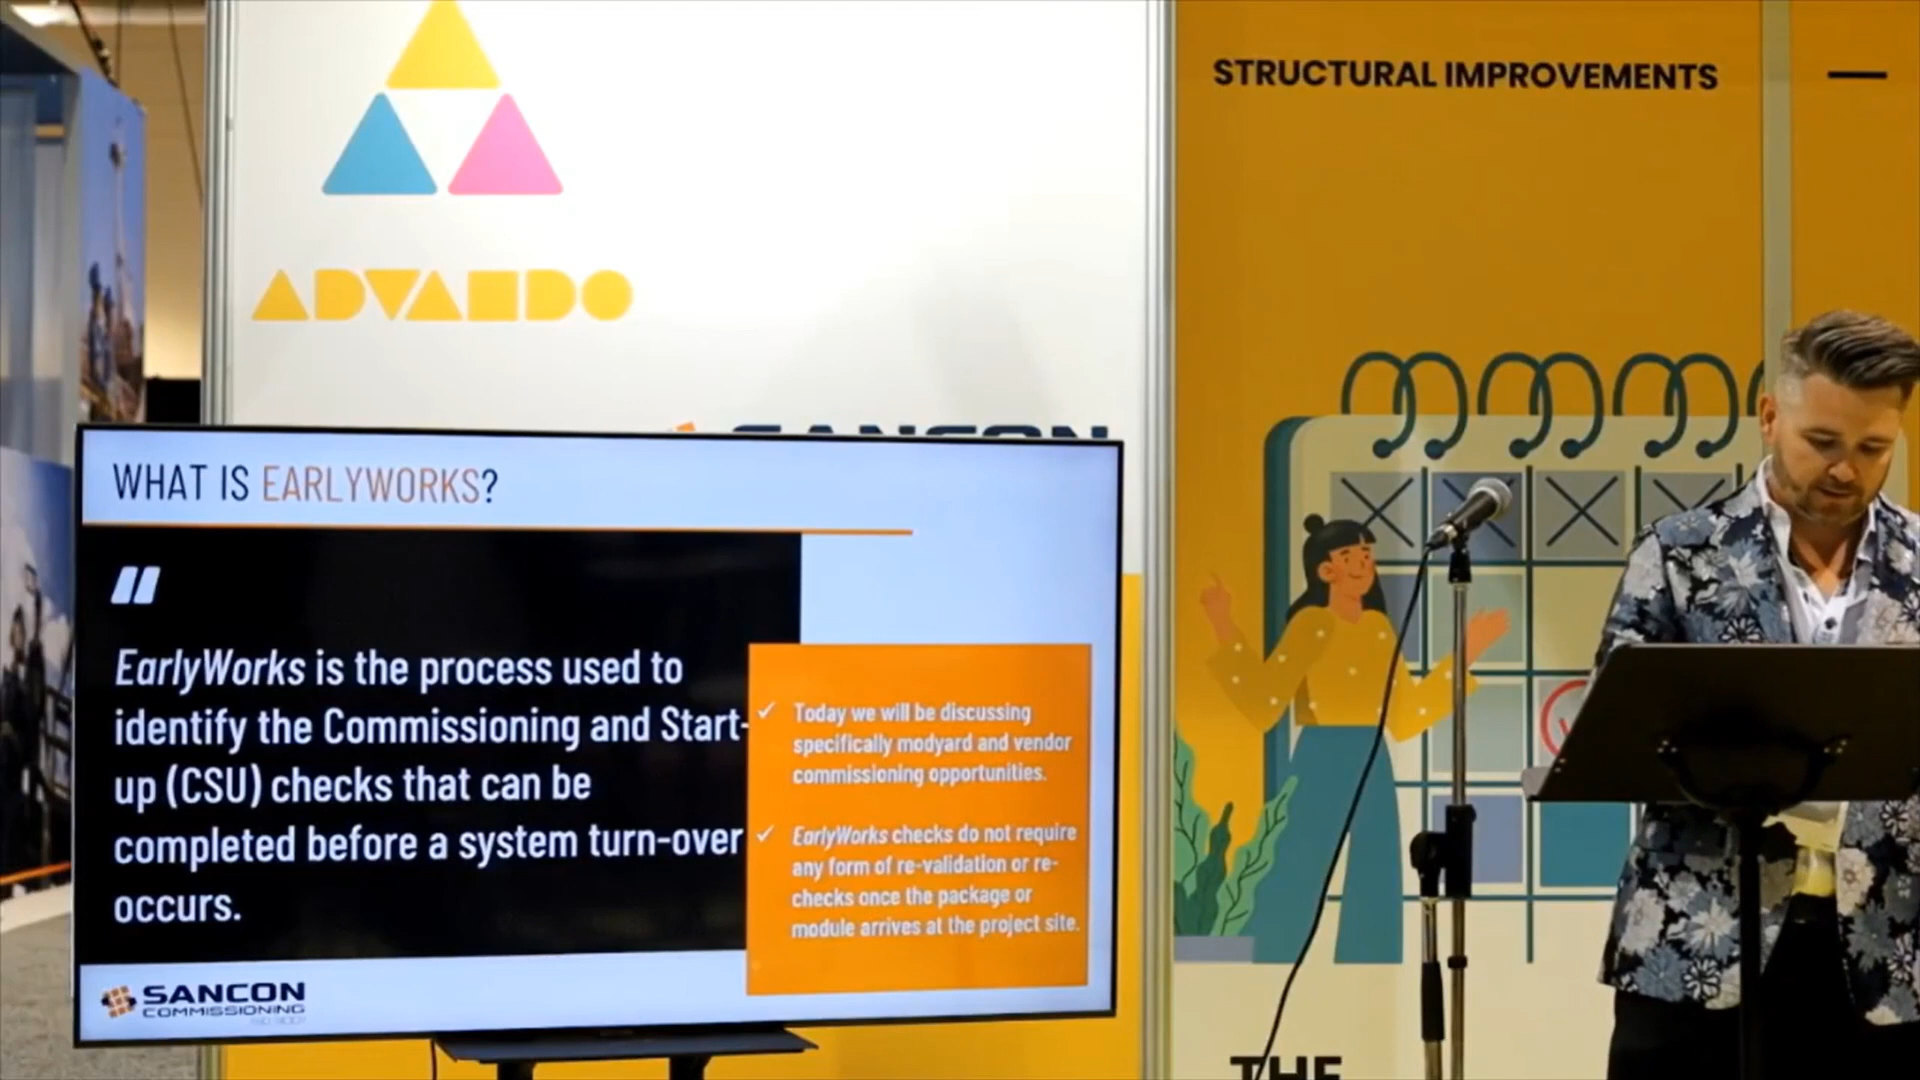 ADVANDO
STRUCTURAL IMPROVEMENTS
SANCON
WHAT IS EARLYWORKS?
EarlyWorks is the process used to
identify the Commissioning and Start-
up (CSU) checks that can be
completed before a system turn-over
occurs.
✓ Today we will be discussing
specifically modyard and vendor
commissioning opportunities.
✓ EarlyWorks checks do not require
any form of re-validation or re-
checks once the package or
module arrives at the project site.
SANCON
COMMISSIONING
THE